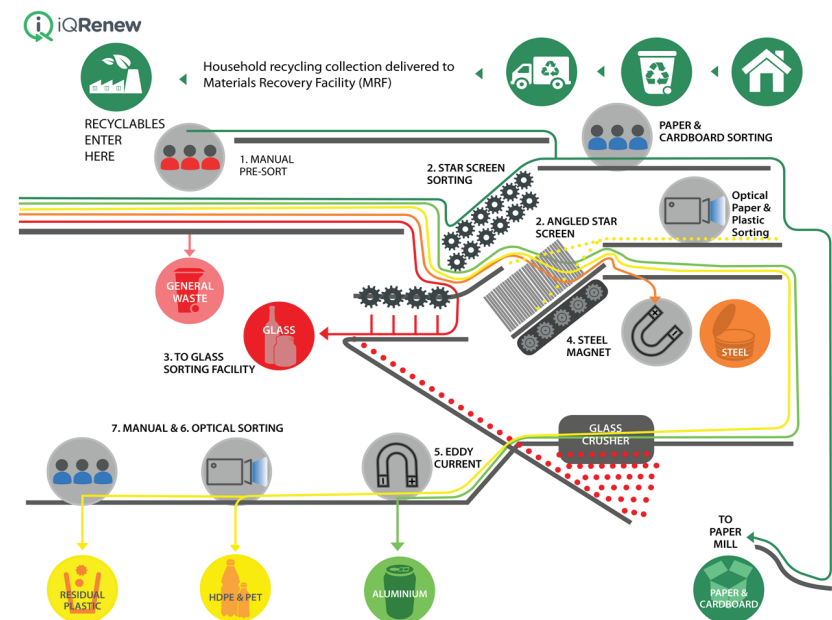 iQRenew
Household recycling collection delivered to
Materials Recovery Facility (MRF)
RECYCLABLES
ENTER
HERE
1. MANUAL
PRE-SORT
2. STAR SCREEN
SORTING
PAPER &
CARDBOARD SORTING
2. ANGLED STAR
SCREEN
Optical
Paper &
Plastic
Sorting
GENERAL
WASTE
GLASS
3. TO GLASS
SORTING FACILITY
4. STEEL
MAGNET
STEEL
7. MANUAL & 6. OPTICAL SORTING
5. EDDY
CURRENT
GLASS
CRUSHER
TO
PAPER
MILL
RESIDUAL
PLASTIC
HDPE & PET
ALUMINIUM
PAPER &
CARDBOARD